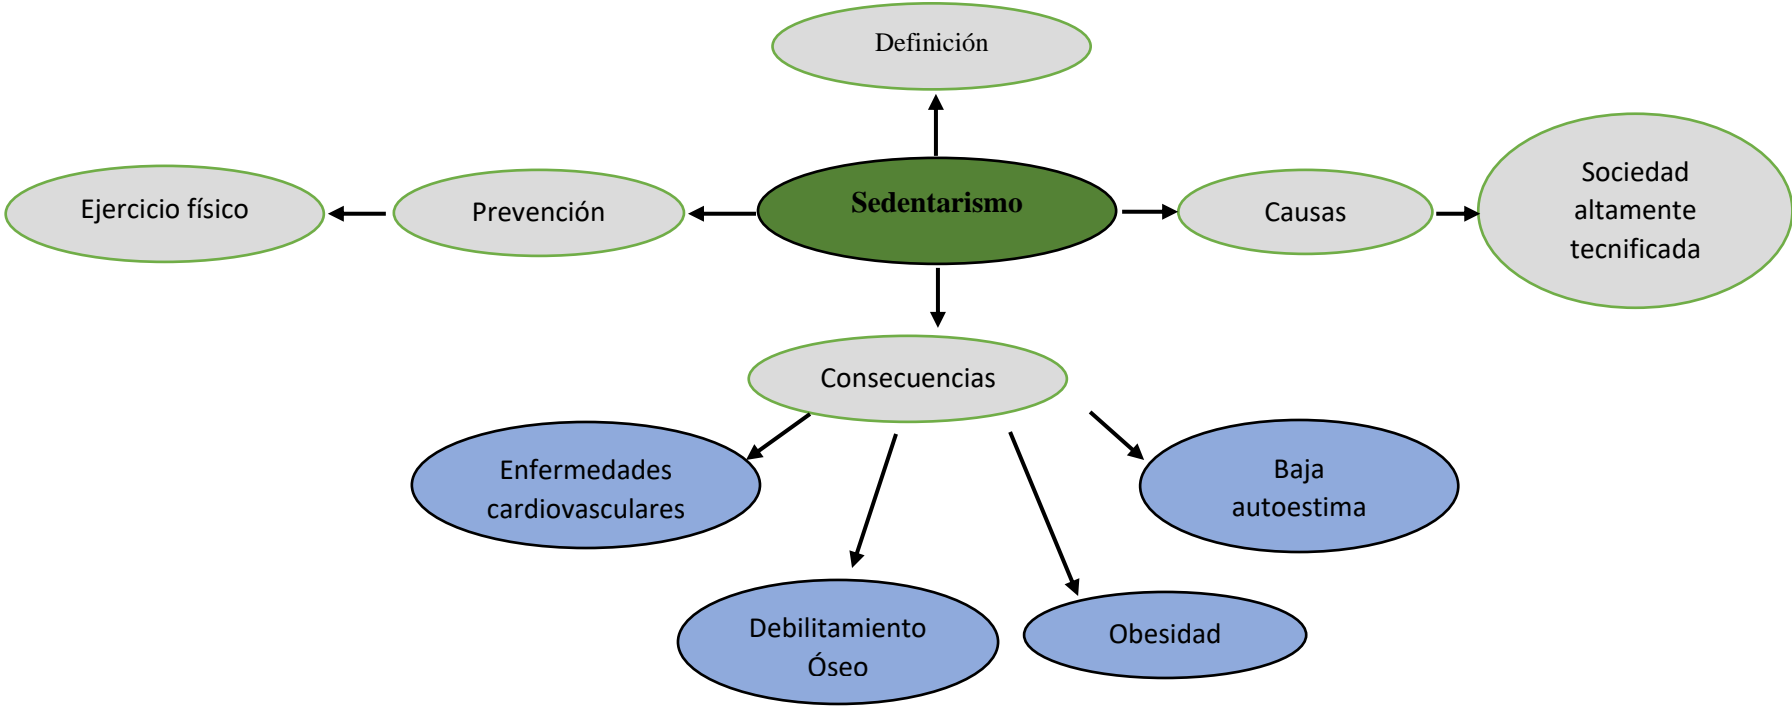 Definición
Ejercicio físico
Prevención
Sedentarismo
Causas
Sociedad
altamente
tecnificada
Consecuencias
Enfermedades
cardiovasculares
Baja
autoestima
Debilitamiento
Óseo
Obesidad